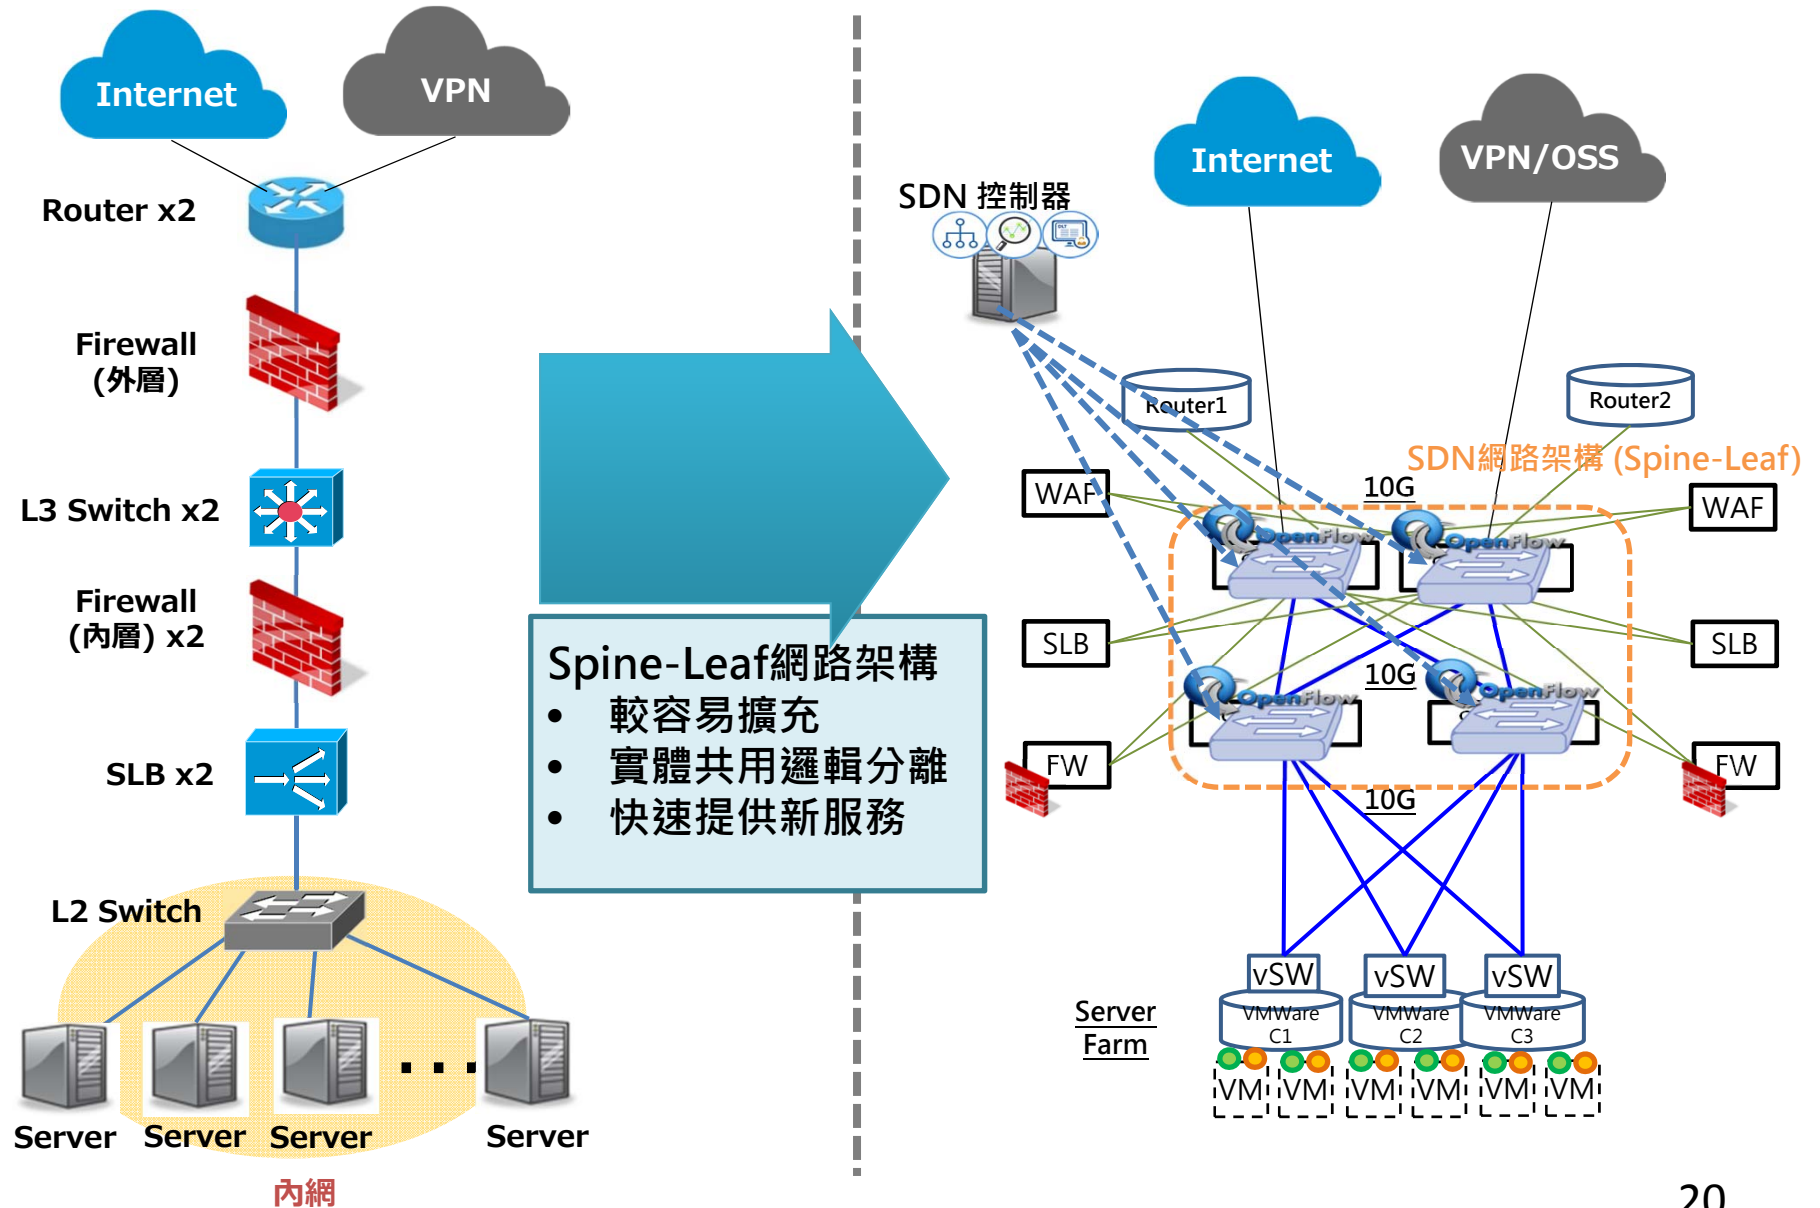 Internet
VPN
Router x2
Firewall
(外層)
L3 Switch x2
Firewall
(內層) x2
SLB x2
L2 Switch
Server
Server
Server
...
Server
內網
Spine-Leaf網路架構
• 較容易擴充
• 實體共用邏輯分離
• 快速提供新服務
Internet
VPN/OSS
SDN 控制器
Router1
Router2
SDN網路架構 (Spine-Leaf)
WAF
10G
WAF
OpenFlow
OpenFlow
SLB
SLB
10G
OpenFlow
OpenFlow
FW
FW
10G
vSW
vSW
vSW
Server
Farm
VMWare
C1
VMWare
C2
VMWare
C3
VM
VM
VM
VM
VM
VM
20